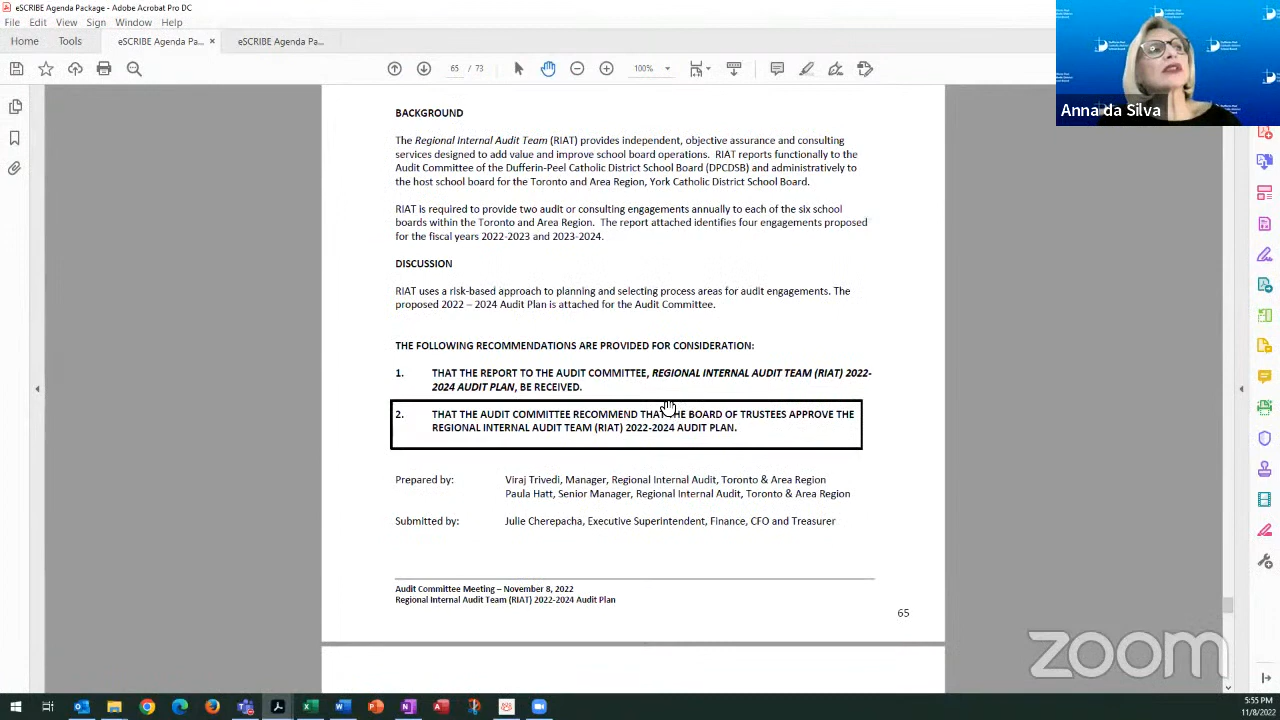 eSCRIBE Agenda Package - Adobe Acrobat Pro DC
File Edit View Sign Window Help
Home Tools eSCRIBE Agenda Pa... × eSCRIBE Agenda Pa...
65 / 73 100%
Anna da Silva
BACKGROUND
The Regional Internal Audit Team (RIAT) provides independent, objective assurance and consulting
services designed to add value and improve school board operations. RIAT reports functionally to the
Audit Committee of the Dufferin-Peel Catholic District School Board (DPCDSB) and administratively to
the host school board for the Toronto and Area Region, York Catholic District School Board.
RIAT is required to provide two audit or consulting engagements annually to each of the six school
boards within the Toronto and Area Region. The report attached identifies four engagements proposed
for the fiscal years 2022-2023 and 2023-2024.
DISCUSSION
RIAT uses a risk-based approach to planning and selecting process areas for audit engagements. The
proposed 2022 – 2024 Audit Plan is attached for the Audit Committee.
THE FOLLOWING RECOMMENDATIONS ARE PROVIDED FOR CONSIDERATION:
1. THAT THE REPORT TO THE AUDIT COMMITTEE, REGIONAL INTERNAL AUDIT TEAM (RIAT) 2022-
2024 AUDIT PLAN, BE RECEIVED.
2. THAT THE AUDIT COMMITTEE RECOMMEND THAT THE BOARD OF TRUSTEES APPROVE THE
REGIONAL INTERNAL AUDIT TEAM (RIAT) 2022-2024 AUDIT PLAN.
Prepared by: Viraj Trivedi, Manager, Regional Internal Audit, Toronto & Area Region
Paula Hatt, Senior Manager, Regional Internal Audit, Toronto & Area Region
Submitted by: Julie Cherepacha, Executive Superintendent, Finance, CFO and Treasurer
Audit Committee Meeting – November 8, 2022
Regional Internal Audit Team (RIAT) 2022-2024 Audit Plan
65
zoom
5:55 PM
11/8/2022